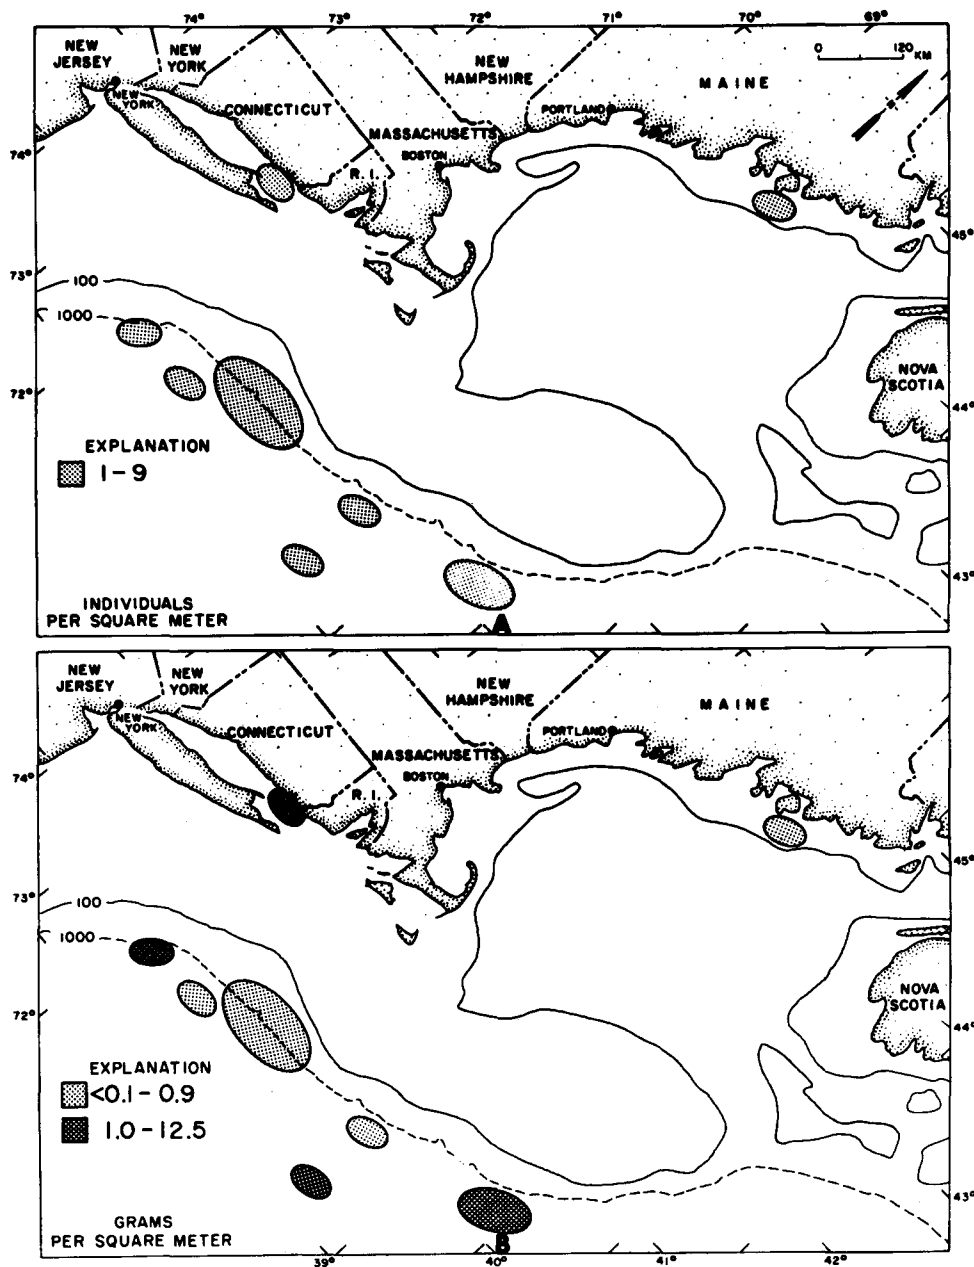 74° 73° 72° 71° 70° 69°
NEW
JERSEY
NEW
YORK
NEW
HAMPSHIRE
MAINE
0 120
KM
NEW
YORK
CONNECTICUT
PORTLAND
MASSACHUSETTS
BOSTON
R. I.
74°
45°
73°
100
1000
NOVA
SCOTIA
72°
44°
EXPLANATION
1-9
43°
INDIVIDUALS
PER SQUARE METER
A
NEW
JERSEY
NEW
YORK
NEW
HAMPSHIRE
MAINE
NEW
YORK
CONNECTICUT
PORTLAND
MASSACHUSETTS
BOSTON
R. I.
74°
45°
73°
100
1000
NOVA
SCOTIA
72°
44°
EXPLANATION
<0.1-0.9
1.0-12.5
43°
GRAMS
PER SQUARE METER
B
39° 40° 41° 42°